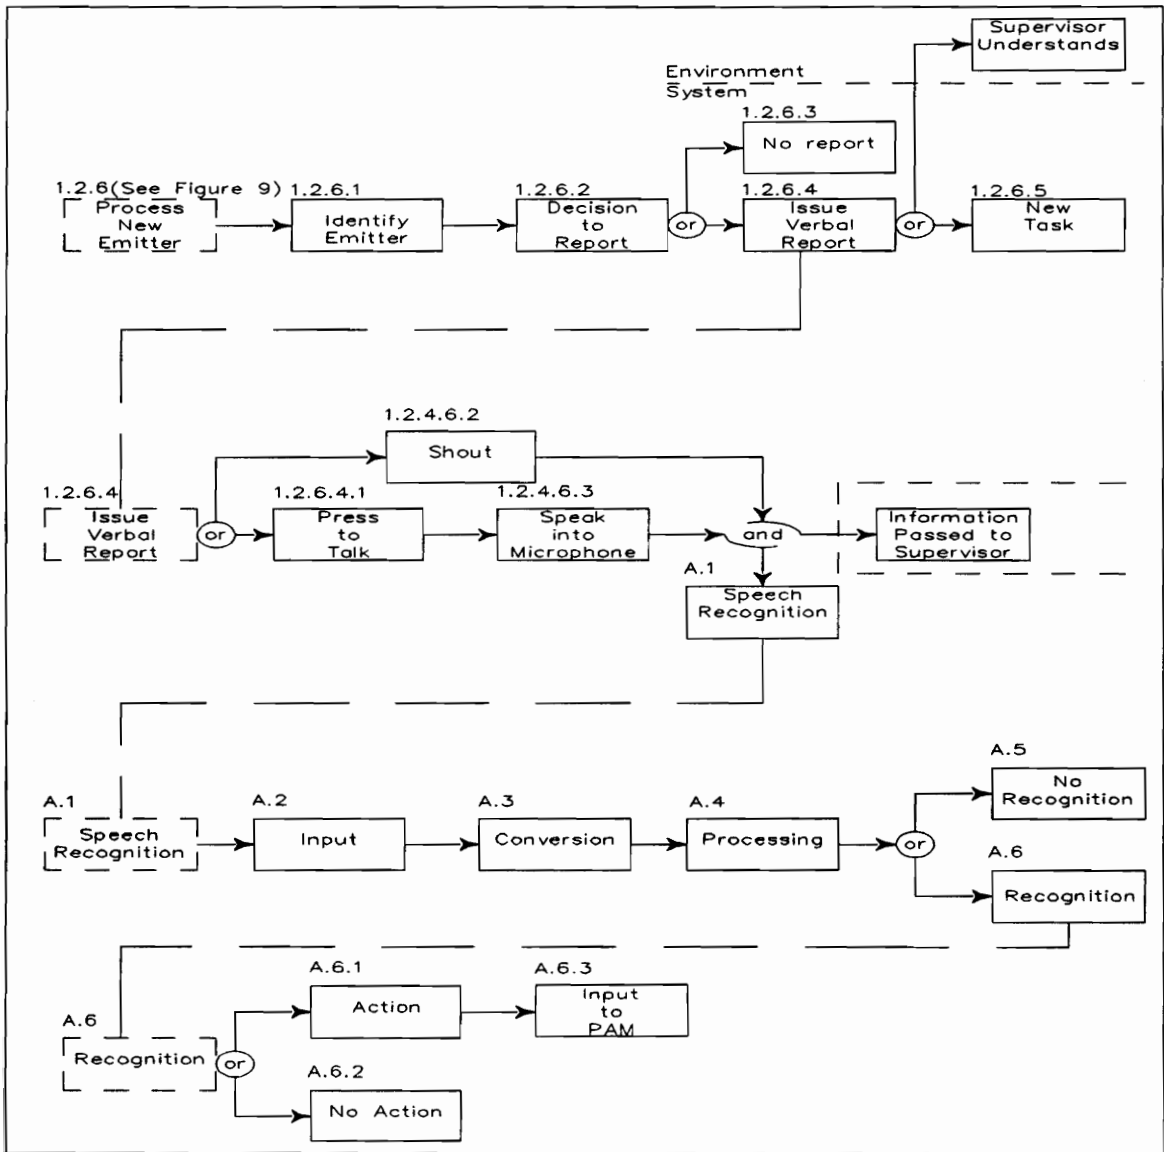 Supervisor
Understands
Environment
System
1.2.6.3
No report
1.2.6(See Figure 9)
Process
New
Emitter
1.2.6.1
Identify
Emitter
1.2.6.2
Decision
to
Report
or
1.2.6.4
Issue
Verbal
Report
or
1.2.6.5
New
Task
1.2.4.6.2
Shout
1.2.6.4
Issue
Verbal
Report
or
1.2.6.4.1
Press
to
Talk
1.2.4.6.3
Speak
into
Microphone
and
Information
Passed to
Supervisor
A.1
Speech
Recognition
A.1
Speech
Recognition
A.2
Input
A.3
Conversion
A.4
Processing
or
A.5
No
Recognition
A.6
Recognition
A.6
Recognition
or
A.6.1
Action
A.6.3
Input
to
PAM
A.6.2
No Action